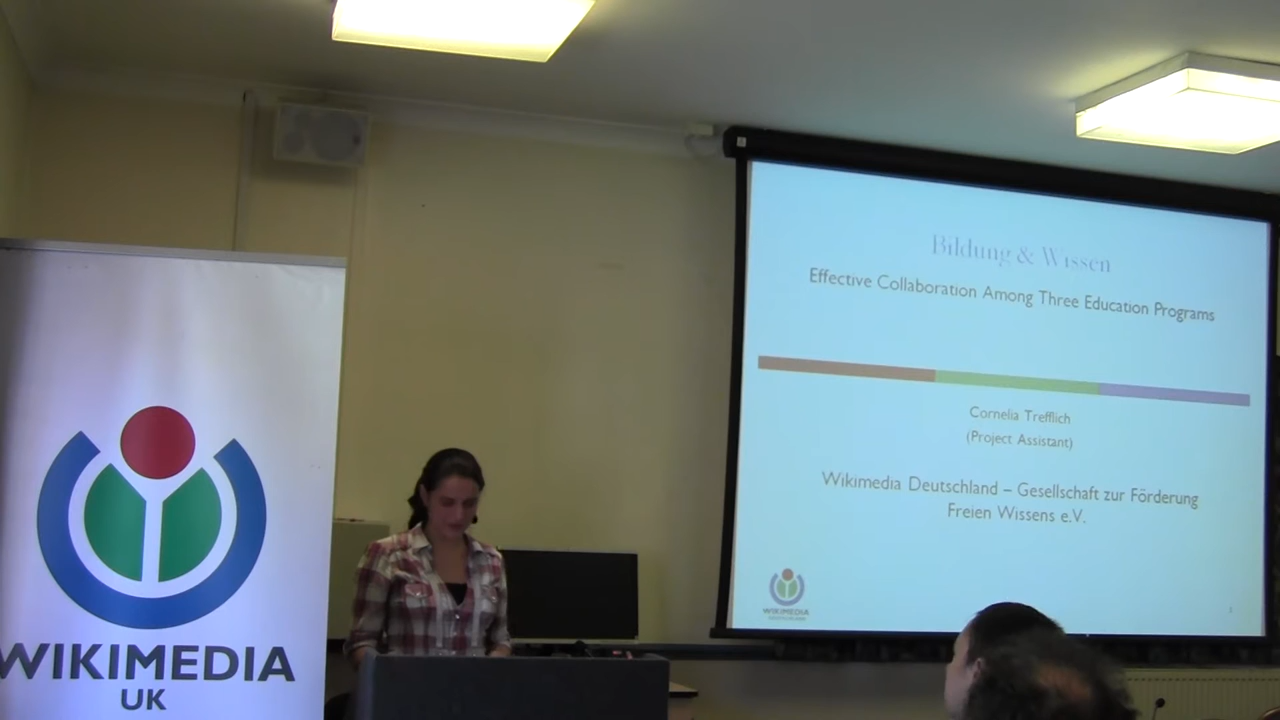 WIKIMEDIA
UK
Bildung & Wissen
Effective Collaboration Among Three Education Programs
Cornelia Trefflich
(Project Assistant)
Wikimedia Deutschland – Gesellschaft zur Förderung
Freien Wissens e.V.
WIKIMEDIA